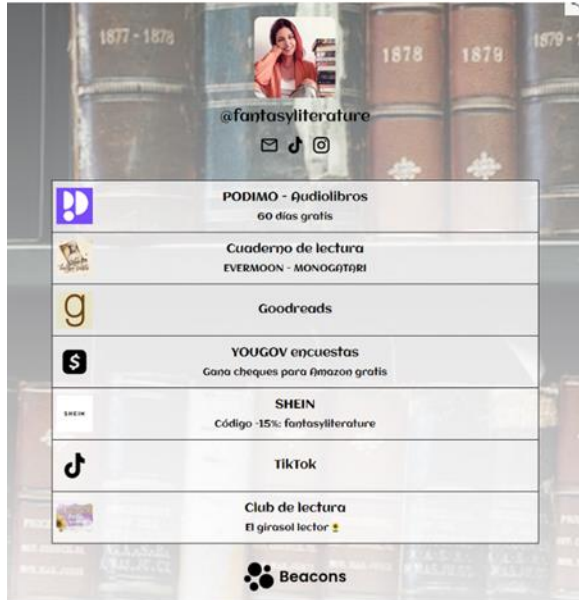 1877-1878
1878
1878
1879-
@fantasyliterature
PODIMO - Audiolibros
60 días gratis
Cuaderno de lectura
EVERMOON - MONOGATARI
g
Goodreads
$
YOUGOV encuestas
Gana cheques para Amazon gratis
SHEIN
SHEIN
Código -15%: fantasyliterature
TikTok
Club de lectura
El girasol lector 🌻
Beacons